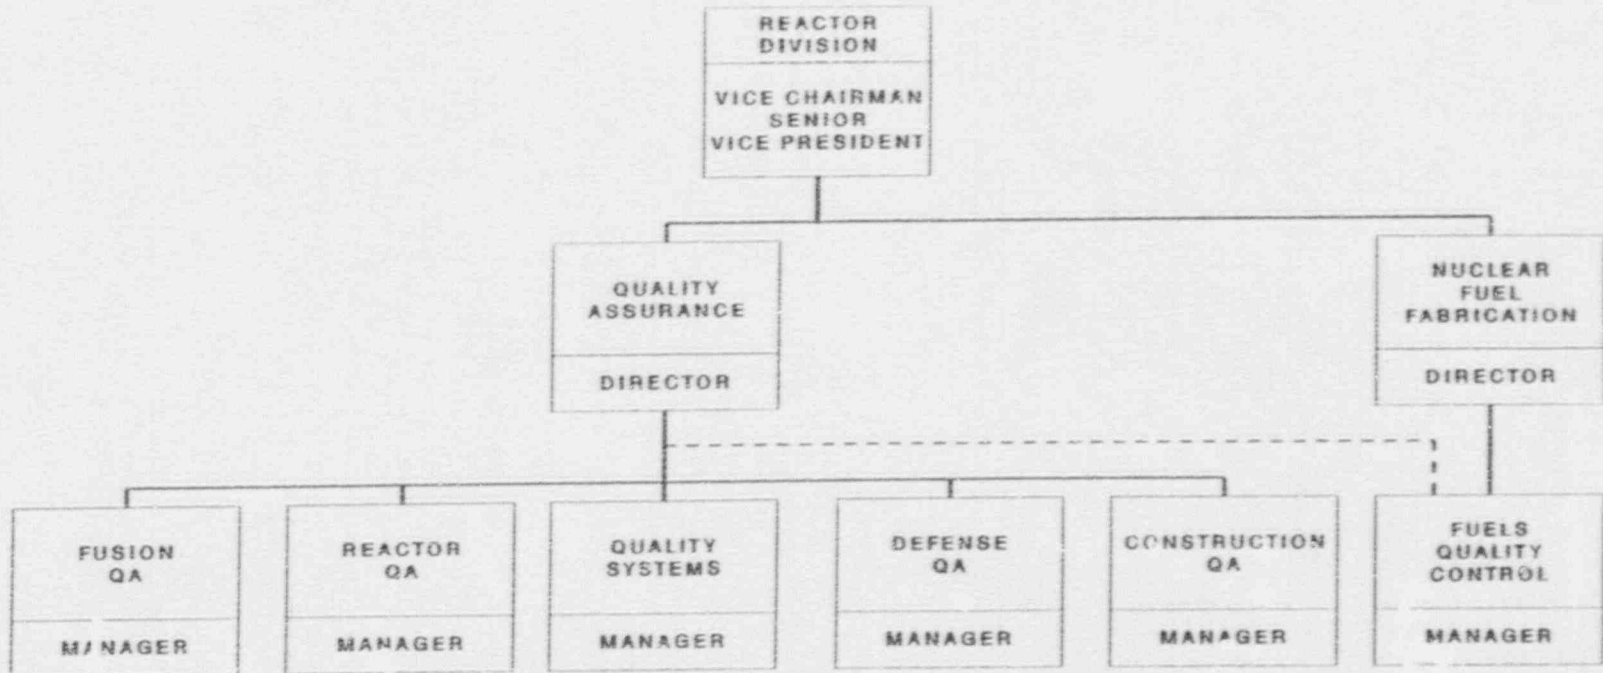 REACTOR
DIVISION
VICE CHAIRMAN
SENIOR
VICE PRESIDENT
QUALITY
ASSURANCE
DIRECTOR
NUCLEAR
FUEL
FABRICATION
DIRECTOR
FUSION
QA
MANAGER
REACTOR
QA
MANAGER
QUALITY
SYSTEMS
MANAGER
DEFENSE
QA
MANAGER
CONSTRUCTION
QA
MANAGER
FUELS
QUALITY
CONTROL
MANAGER